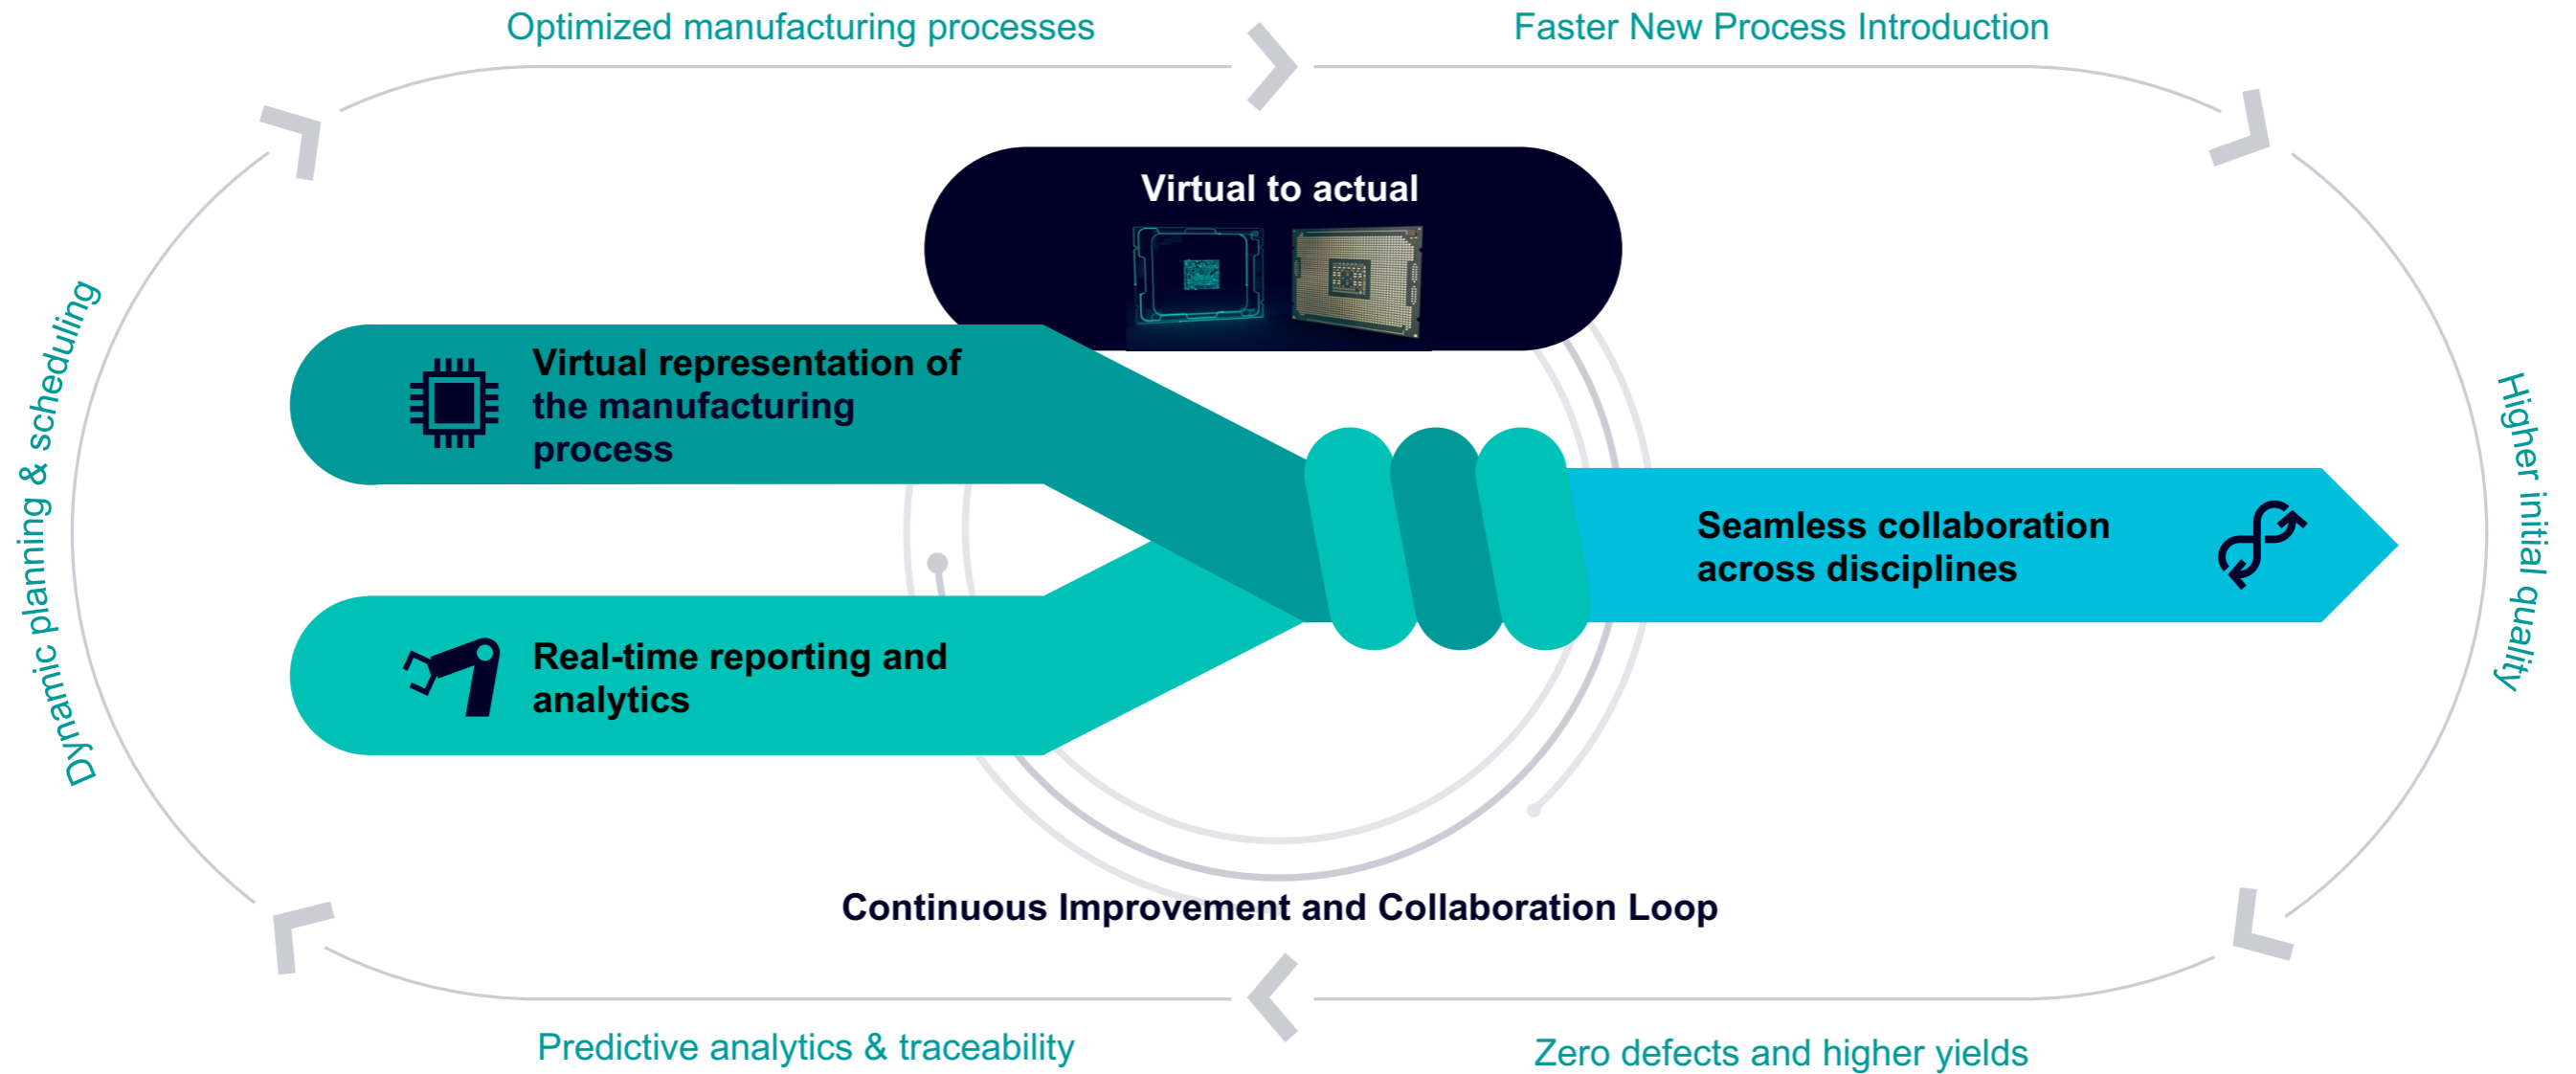 Optimized manufacturing processes
Faster New Process Introduction
Virtual to actual
Dynamic planning & scheduling
Virtual representation of
the manufacturing
process
Higher initial quality
Seamless collaboration
across disciplines
Real-time reporting and
analytics
Continuous Improvement and Collaboration Loop
Predictive analytics & traceability
Zero defects and higher yields